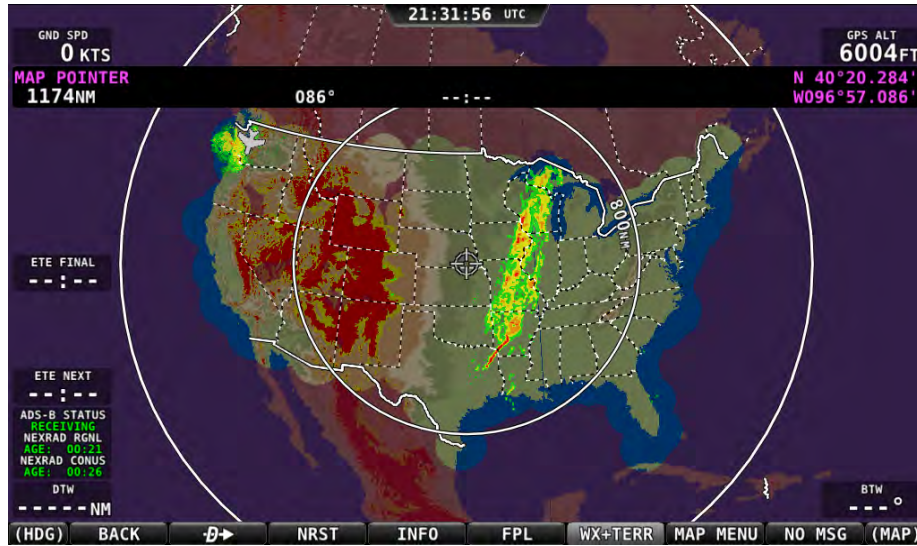 21:31:56 UTC
GND SPD
0 KTS
GPS ALT
6004FT
MAP POINTER
N 40°20.284'
1174NM 086° --:-- W096°57.086'
800NM
ETE FINAL
--:--
ETE NEXT
--:--
ADS-B STATUS
RECEIVING
NEXRAD RGNL
AGE: 00:21
NEXRAD CONUS
AGE: 00:26
DTW
-----NM
BTW
---°
(HDG) BACK -D→ NRST INFO FPL WX+TERR MAP MENU NO MSG (MAP)